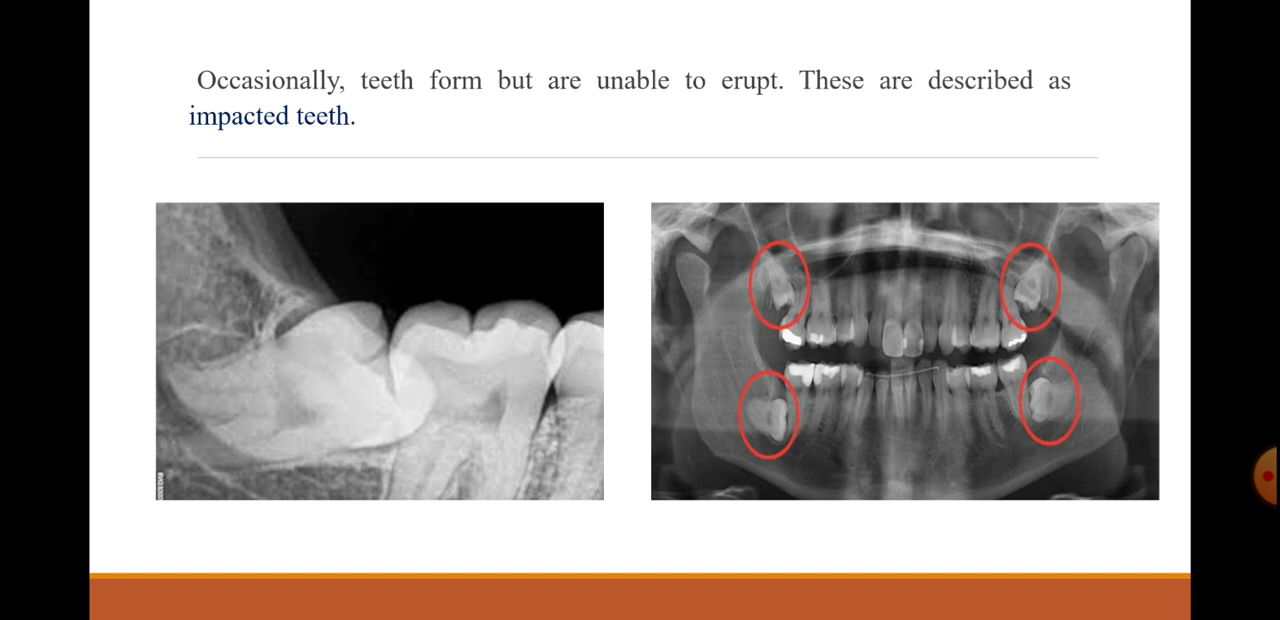 Occasionally, teeth form but are unable to erupt. These are described as
impacted teeth.